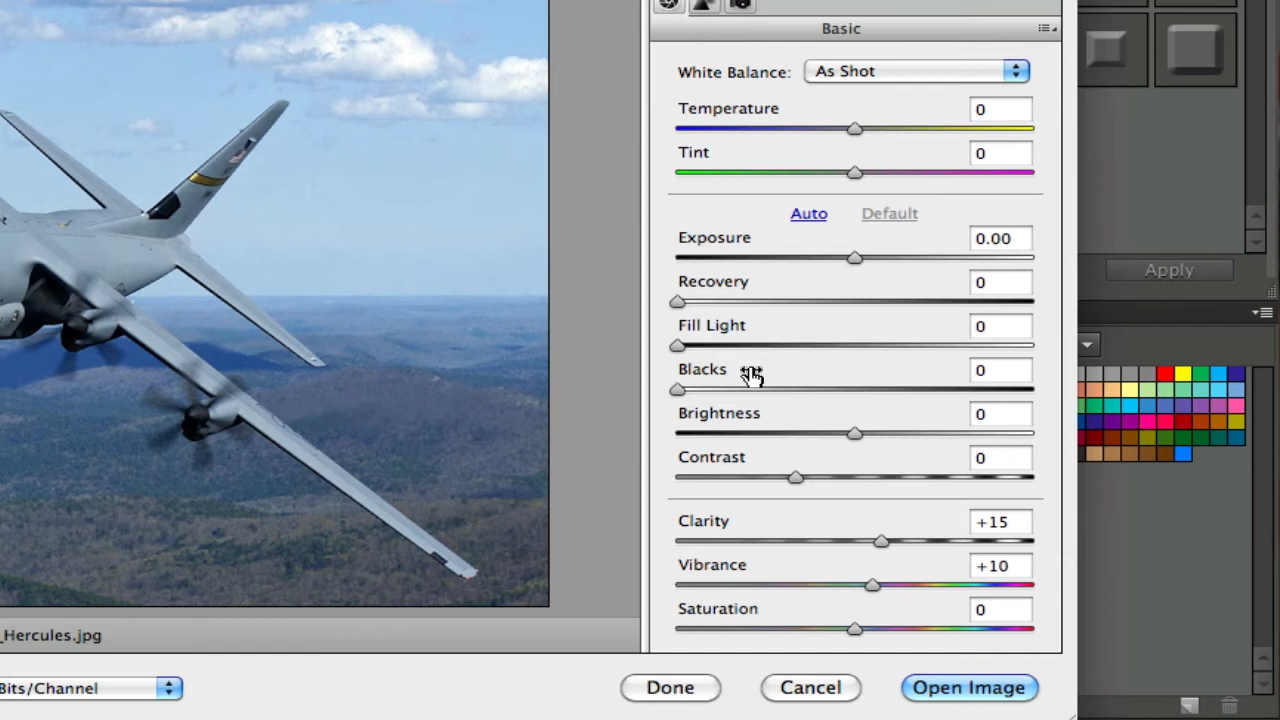 Basic
White Balance: As Shot
Temperature 0
Tint 0
Auto Default
Exposure 0.00
Recovery 0
Fill Light 0
Blacks 0
Brightness 0
Contrast 0
Clarity +15
Vibrance +10
Saturation 0
Apply
_Hercules.jpg
Bits/Channel
Done Cancel Open Image